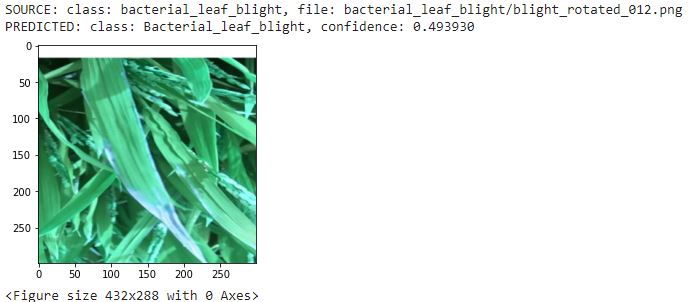 SOURCE: class: bacterial_leaf_blight, file: bacterial_leaf_blight/blight_rotated_012.png
PREDICTED: class: Bacterial_leaf_blight, confidence: 0.493930
0
50
100
150
200
250
0 50 100 150 200 250
<Figure size 432x288 with 0 Axes>